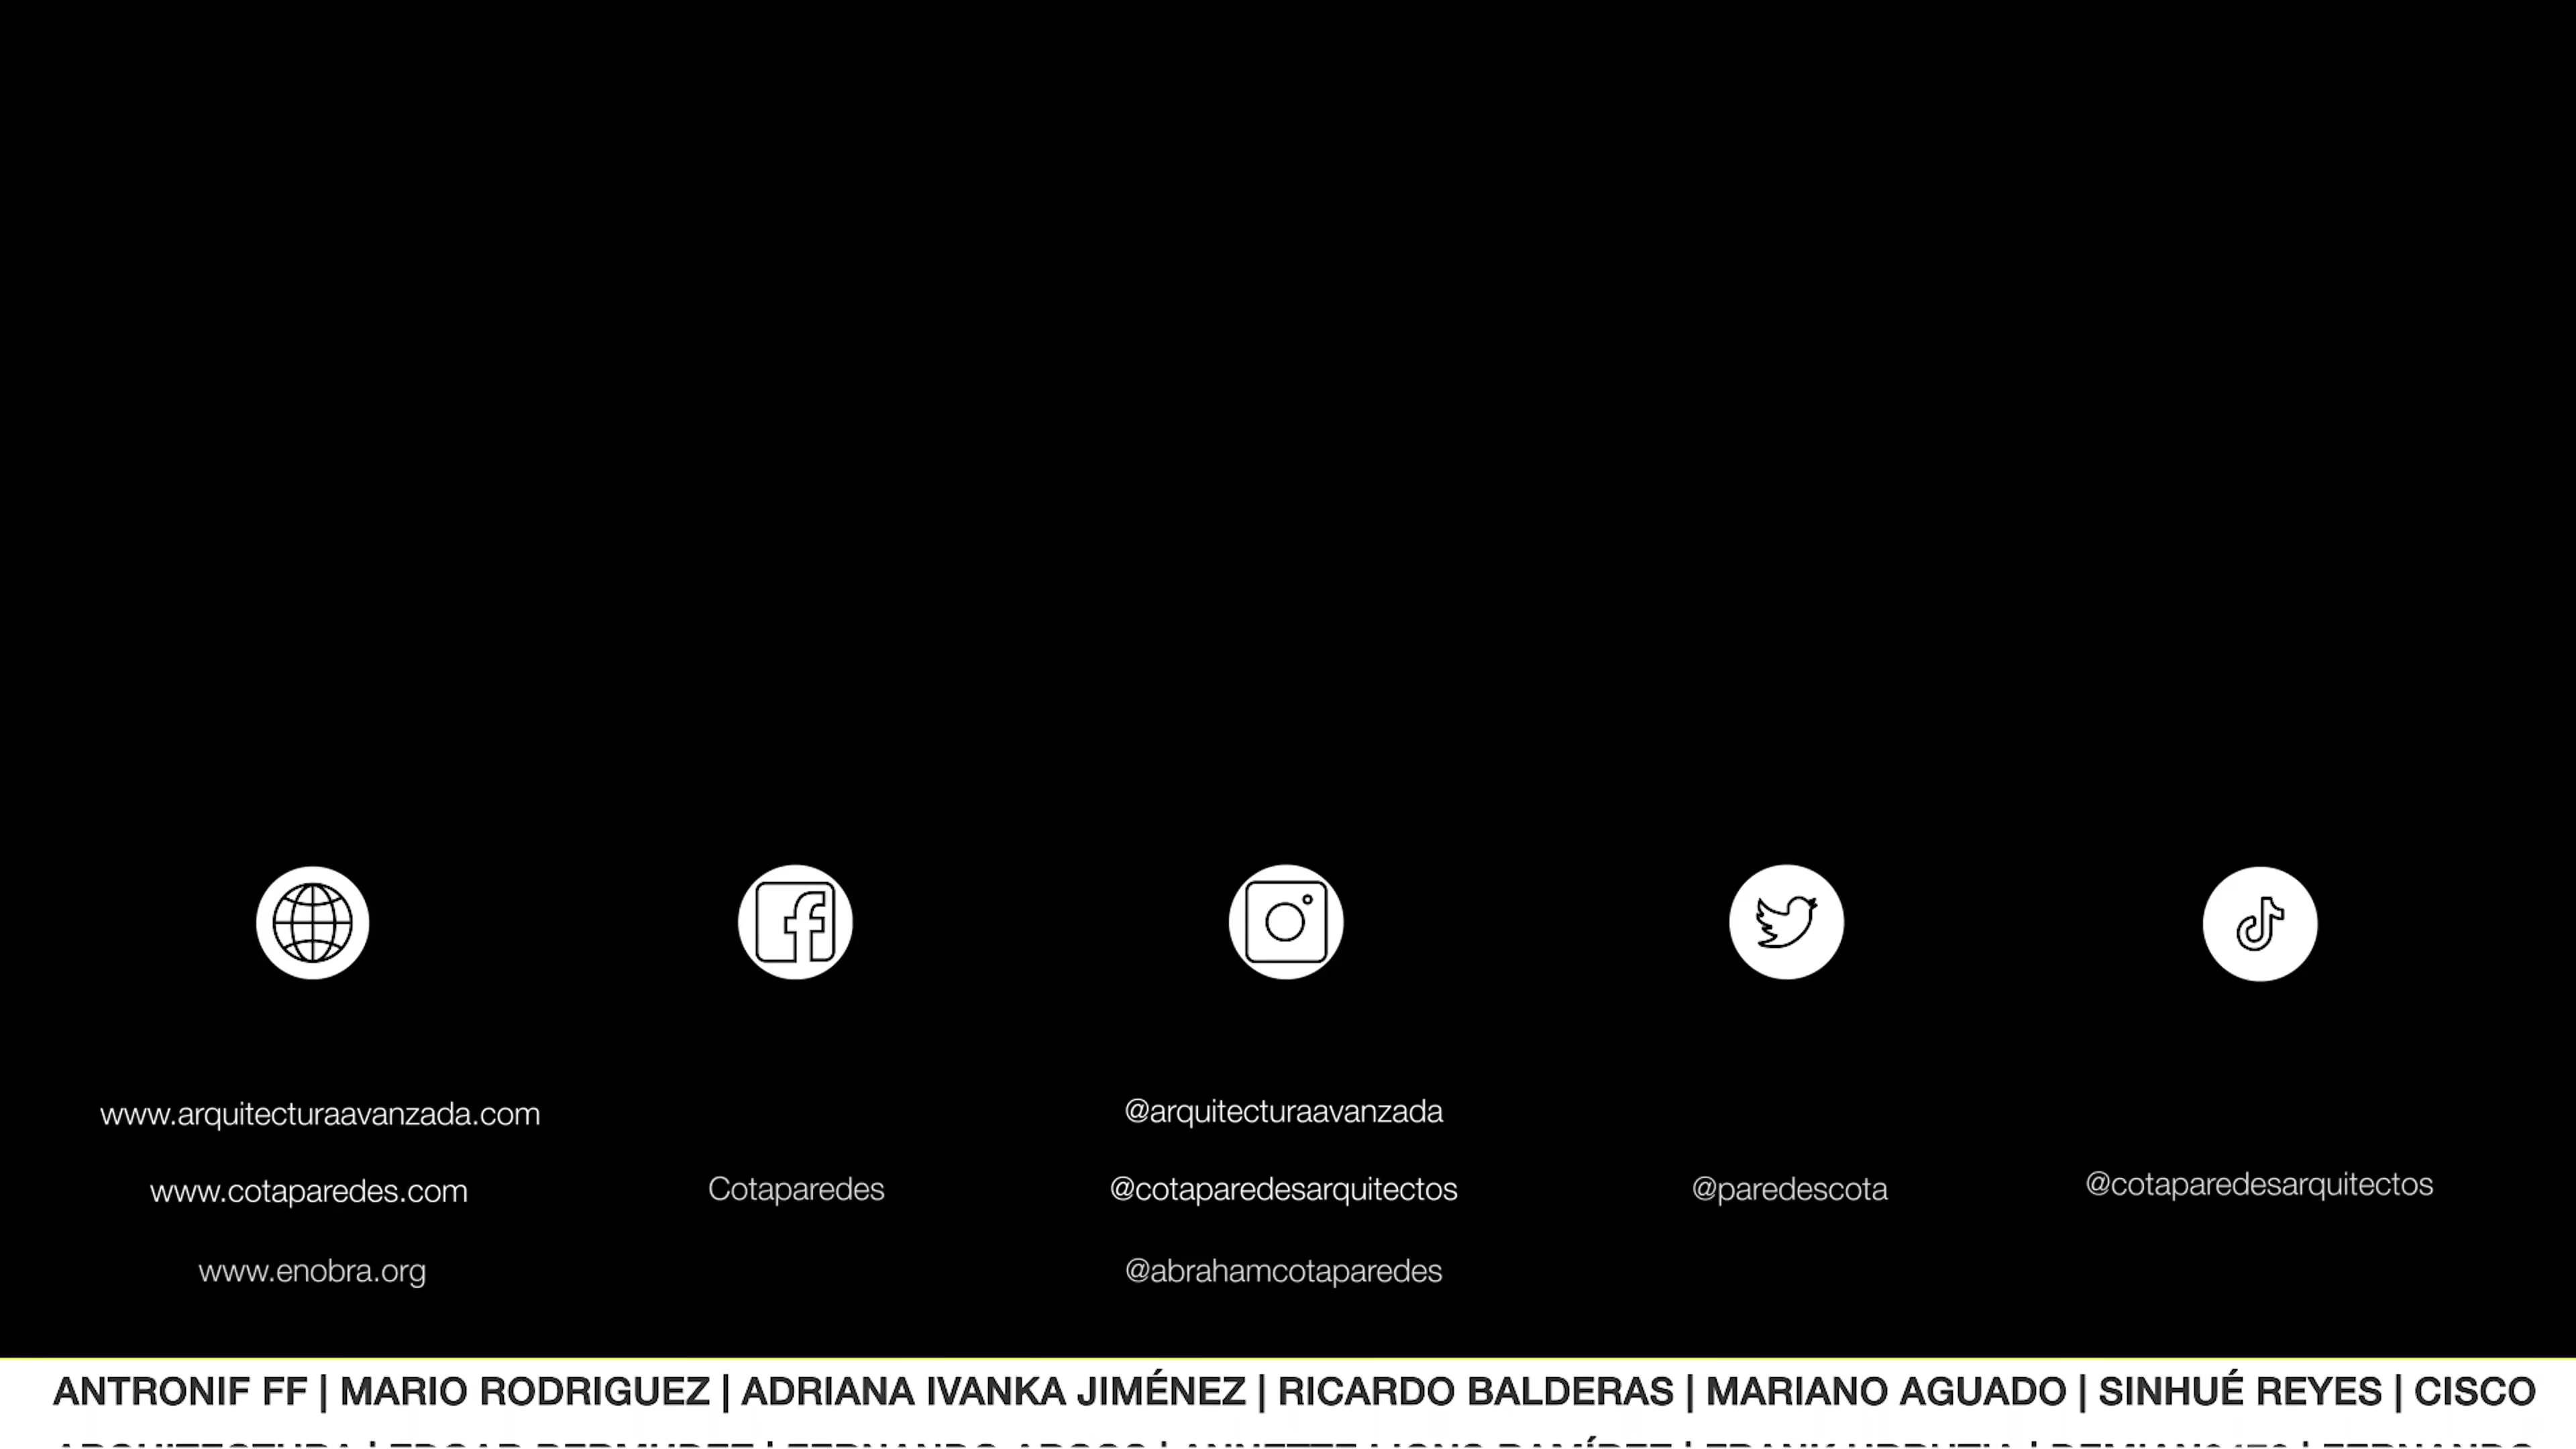 www.arquitecturaavanzada.com
www.cotaparedes.com
www.enobra.org
Cotaparedes
@arquitecturaavanzada
@cotaparedesarquitectos
@abrahamcotaparedes
@paredescota
@cotaparedesarquitectos
ANTRONIF FF | MARIO RODRIGUEZ | ADRIANA IVANKA JIMÉNEZ | RICARDO BALDERAS | MARIANO AGUADO | SINHUÉ REYES | CISCO